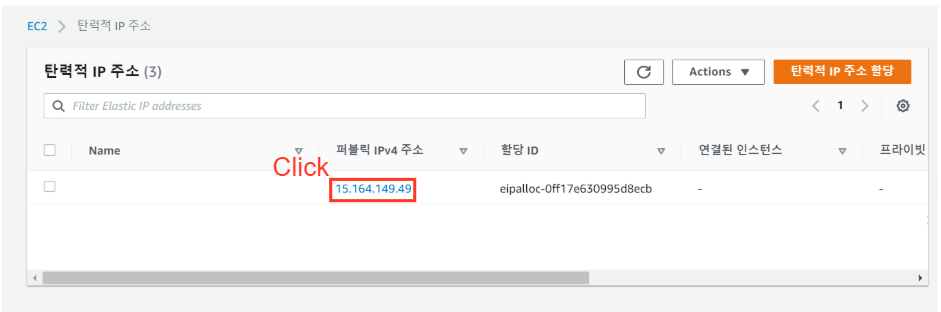 EC2 > 탄력적 IP 주소
탄력적 IP 주소 (3)
Actions ▼
탄력적 IP 주소 할당
Filter Elastic IP addresses
< 1 >
Name
퍼블릭 IPv4 주소
할당 ID
연결된 인스턴스
프라이빗
Click
15.164.149.49
eipalloc-0ff17e630995d8ecb
-
-